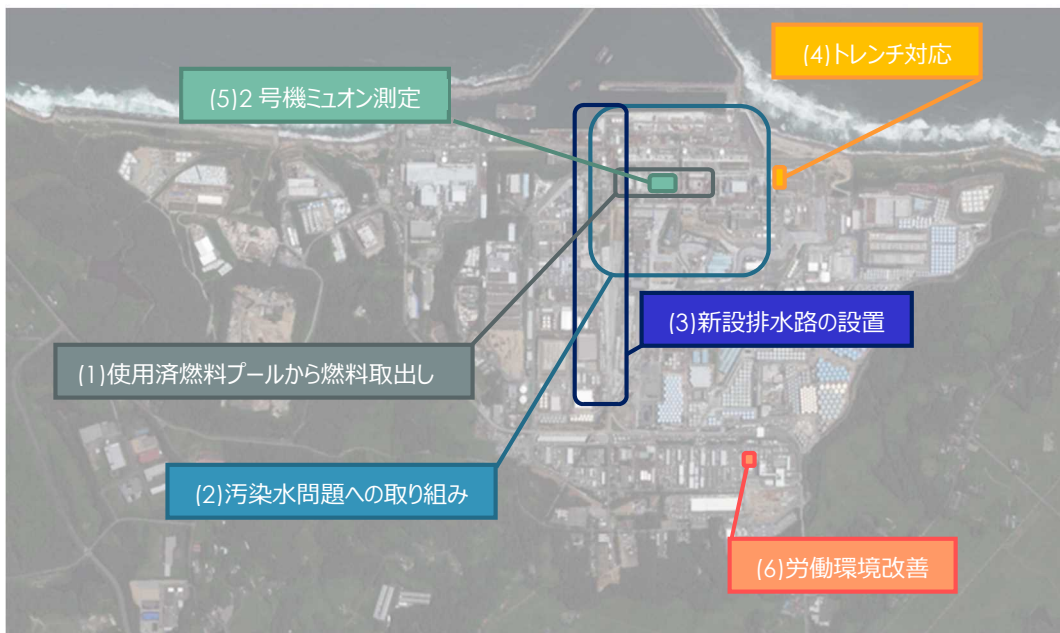 (4)トレンチ対応
(5)2 号機ミュオン測定
(3)新設排水路の設置
(1)使用済燃料プールから燃料取出し
(2)汚染水問題への取り組み
(6)労働環境改善